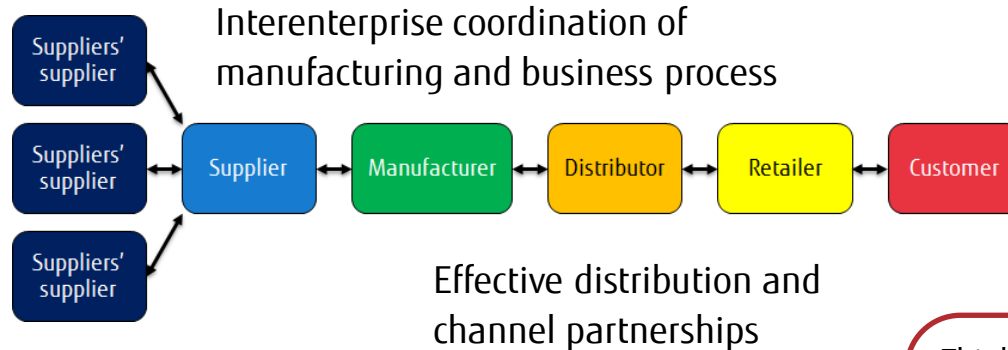 Interenterprise coordination of
manufacturing and business process
Suppliers'
supplier
Suppliers'
supplier
Supplier
Manufacturer
Distributor
Retailer
Customer
Suppliers'
supplier
Effective distribution and
channel partnerships